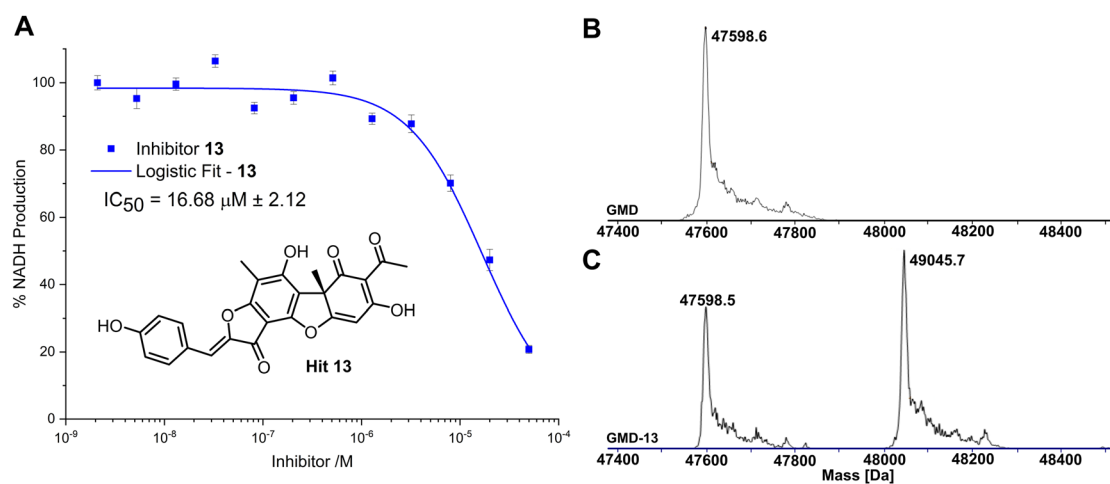 A
% NADH Production
100
80
60
40
20
0
Inhibitor 13
Logistic Fit - 13
IC50 = 16.68 μM ± 2.12
OH
O
O
O
OH
O
HO
O
Hit 13
10-9
10-8
10-7
10-6
10-5
10-4
Inhibitor /M
B
47598.6
GMD
47400
47600
47800
48000
48200
48400
C
47598.5
49045.7
GMD-13
47400
47600
47800
48000
48200
48400
Mass [Da]